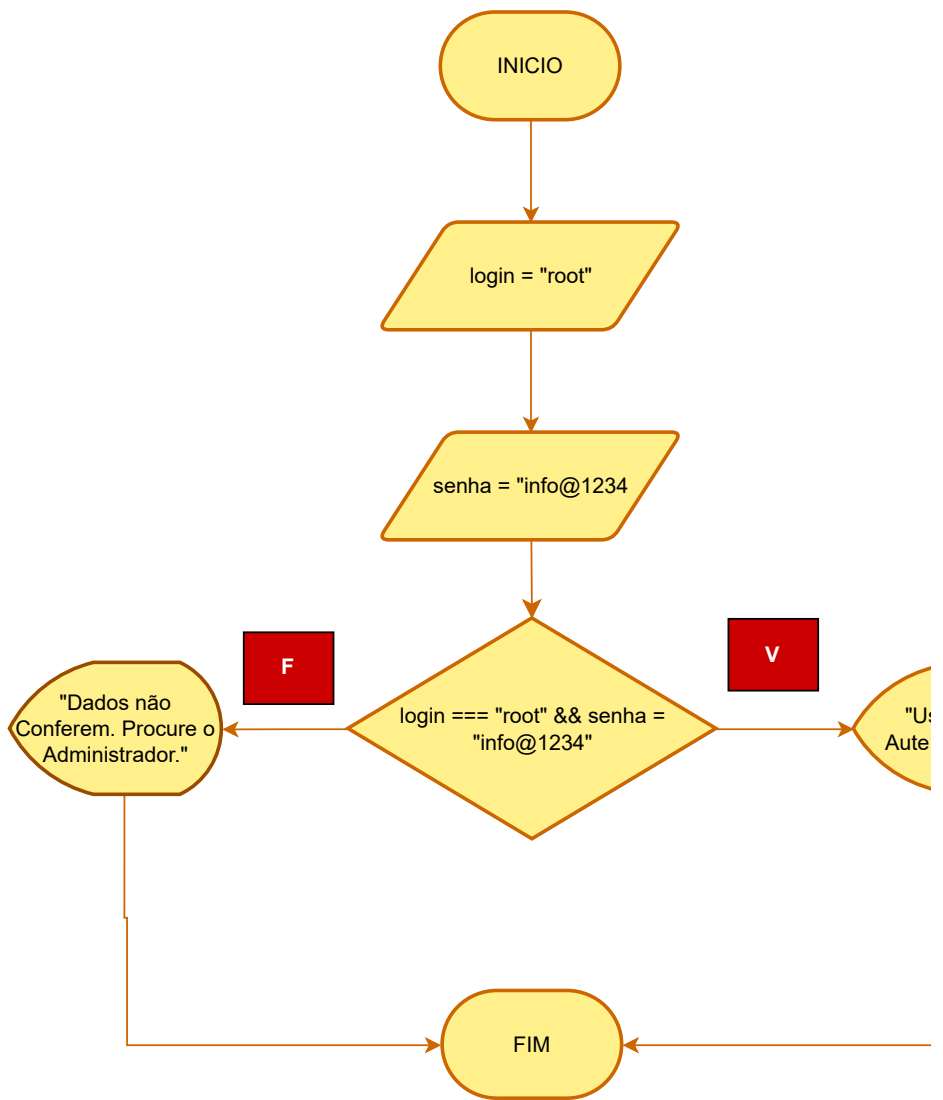 INICIO
login = "root"
senha = "info@1234
F
V
"Dados não
Conferem. Procure o
Administrador."
login === "root" && senha =
"info@1234"
FIM